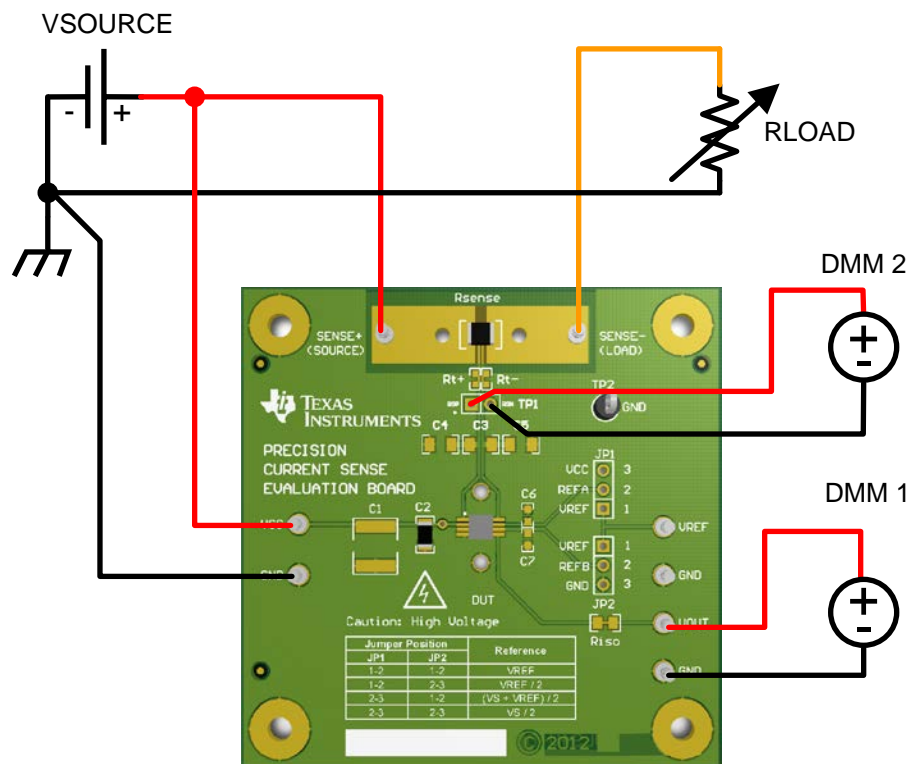 VSOURCE
- +
RLOAD
DMM 2
+
-
DMM 1
+
-
Rsense
SENSE+
(SOURCE)
SENSE-
(LOAD)
Rt+ Rt-
TP1
TP2
GND
TEXAS
INSTRUMENTS
C4 C3
PRECISION
CURRENT SENSE
EVALUATION BOARD
JP1
VCC 3
REFA 2
VREF 1
C1 C2 C6
C7
VREF
VREF 1
REFB 2
GND 3
JP2
GND
DUT
Caution: High Voltage
VOUT
Riso
GND
Jumper Position Reference
JP1 JP2
1-2 1-2 VREF
1-2 2-3 VREF / 2
2-3 1-2 (VS + VREF) / 2
2-3 2-3 VS / 2
© 2012